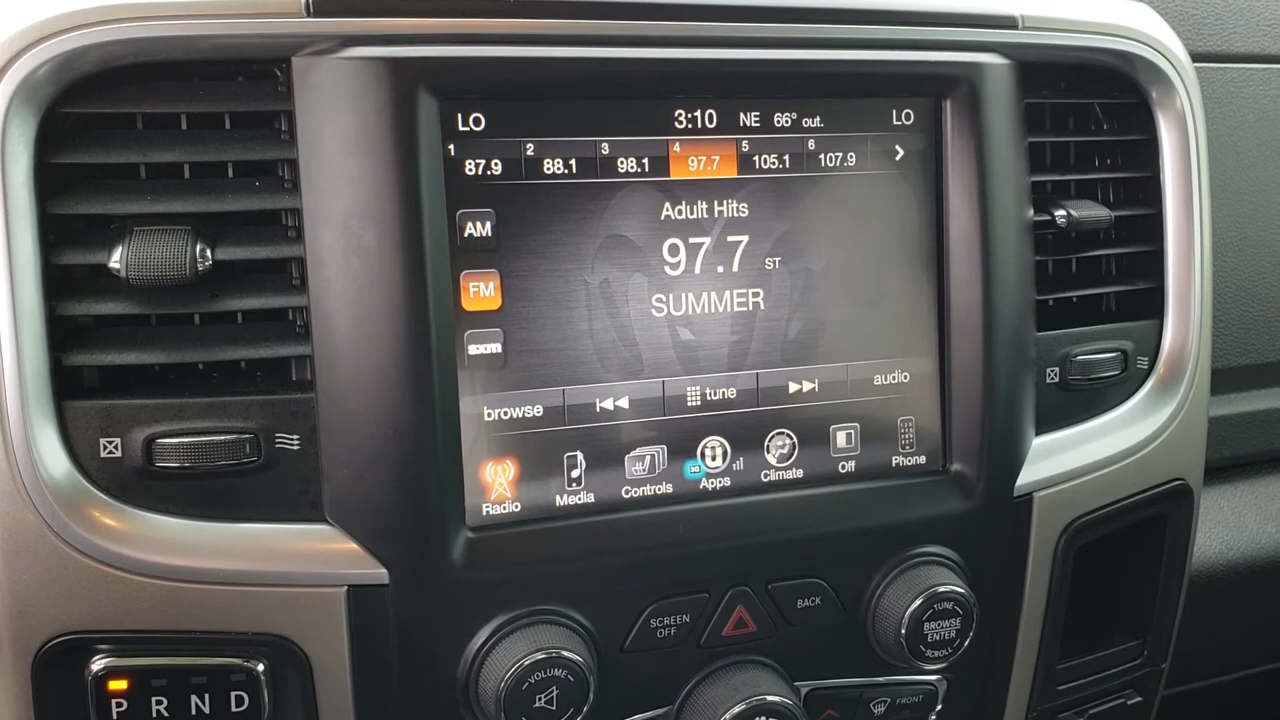 LO 3:10 NE 66° out. LO
1 87.9 2 88.1 3 98.1 4 97.7 5 105.1 6 107.9
Adult Hits
AM
97.7 ST
FM
SUMMER
sxm
browse tune audio
Radio Media Controls 3G Apps Climate Off Phone
SCREEN OFF
BACK
TUNE
BROWSE
ENTER
SCROLL
VOLUME
FRONT
P R N D